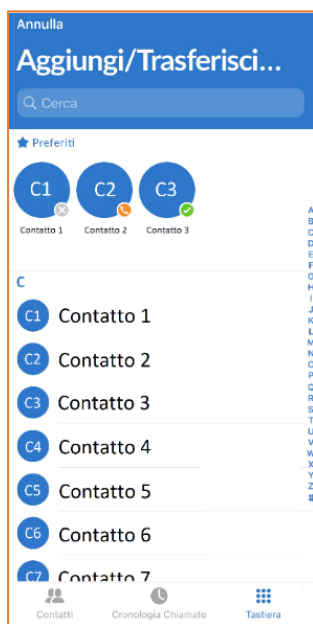 Annulla
Aggiungi/Trasferisci...
Cerca
Preferiti
C1 C2 C3
Contatto 1 Contatto 2 Contatto 3
C
C1 Contatto 1
C2 Contatto 2
C3 Contatto 3
C4 Contatto 4
C5 Contatto 5
C6 Contatto 6
C7 Contatto 7
A
B
C
D
E
F
G
H
I
J
K
L
M
N
O
P
Q
R
S
T
U
V
W
X
Y
Z
#
Contatti Cronologia Chiamate Tastiera